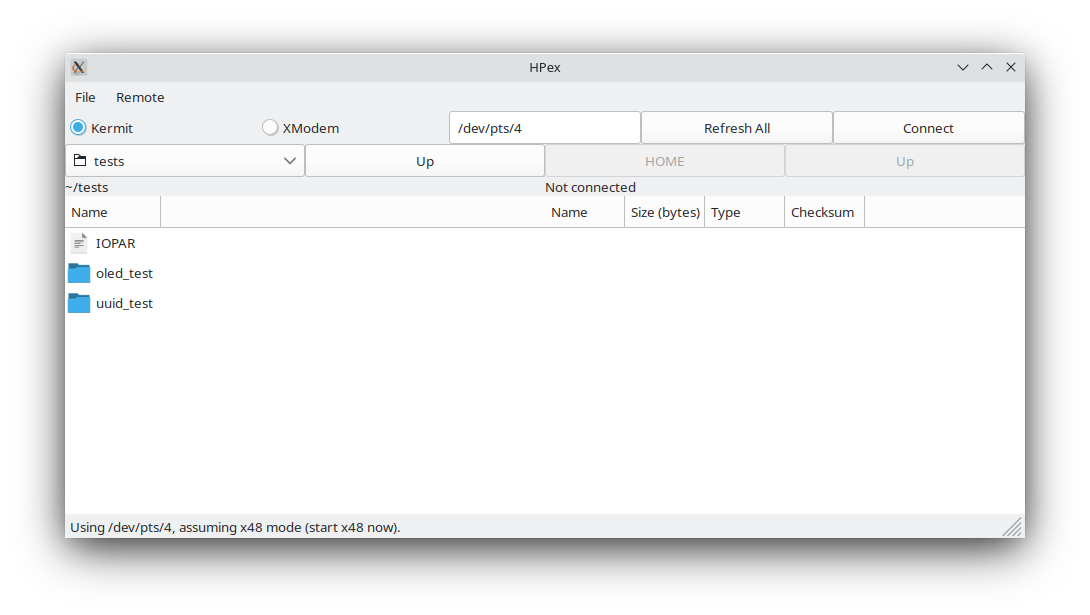 HPex
File Remote
Kermit XModem /dev/pts/4 Refresh All Connect
tests Up HOME Up
~/tests Not connected
Name Name Size (bytes) Type Checksum
IOPAR
oled_test
uuid_test
Using /dev/pts/4, assuming x48 mode (start x48 now).